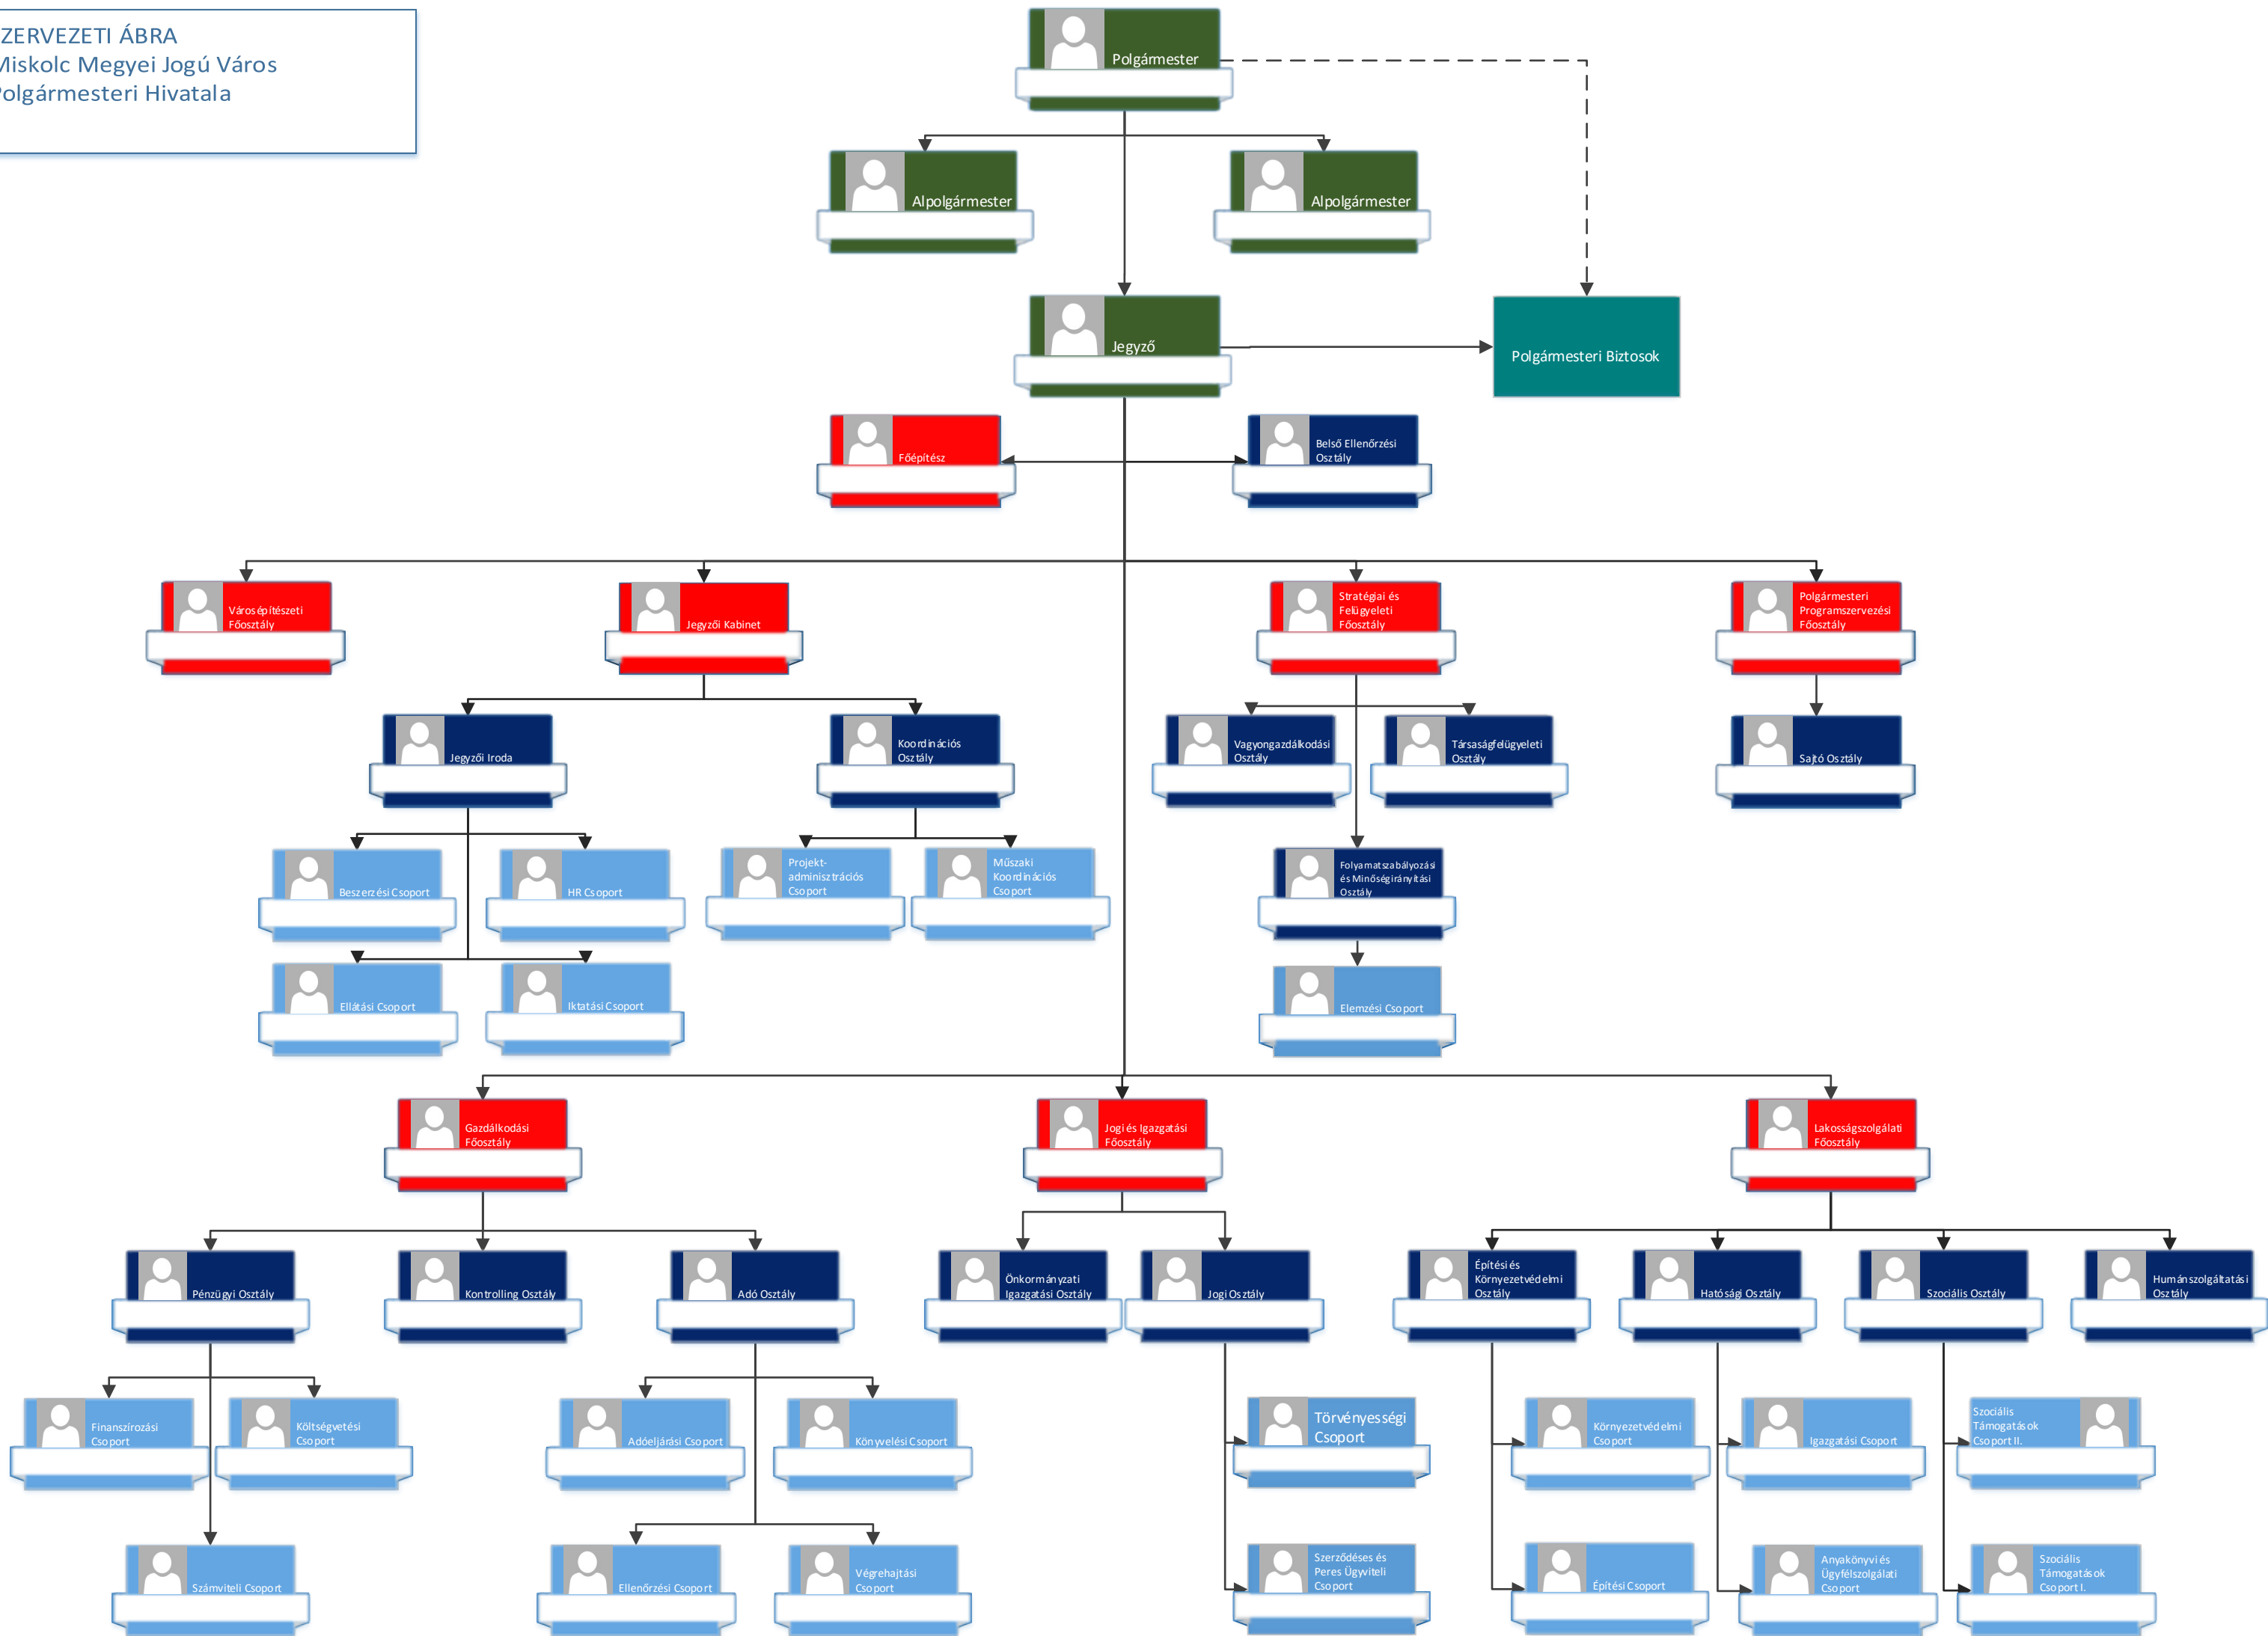 ZERVEZETI ÁBRA
Miskolc Megyei Jogú Város
Polgármesteri Hivatala
Polgármester
Alpolgármester
Alpolgármester
Jegyző
Polgármesteri Biztosok
Főépítész
Belső Ellenőrzési
Osztály
Városépítészeti
Főosztály
Jegyzői Kabinet
Stratégiai és
Felügyeleti
Főosztály
Polgármesteri
Programszervezési
Főosztály
Jegyzői Iroda
Koordinációs
Osztály
Vagyongazdálkodási
Osztály
Társaságfelügyeleti
Osztály
Sajtó Osztály
Beszerzési Csoport
HR Csoport
Projekt-
adminisztrációs
Csoport
Műszaki
Koordinációs
Csoport
Folyamatszabályozási
és Minőségirányítási
Osztály
Ellátási Csoport
Iktatási Csoport
Elemzési Csoport
Gazdálkodási
Főosztály
Jogi és Igazgatási
Főosztály
Lakosságszolgálati
Főosztály
Pénzügyi Osztály
Kontrolling Osztály
Adó Osztály
Önkormányzati
Igazgatási Osztály
Jogi Osztály
Építési és
Környezetvédelmi
Osztály
Hatósági Osztály
Szociális Osztály
Humánszolgáltatási
Osztály
Finanszírozási
Csoport
Költségvetési
Csoport
Adóeljárási Csoport
Könyvelési Csoport
Törvényességi
Csoport
Környezetvédelmi
Csoport
Igazgatási Csoport
Szociális
Támogatások
Csoport II.
Számviteli Csoport
Ellenőrzési Csoport
Végrehajtási
Csoport
Szerződéses és
Peres Ügyviteli
Csoport
Építési Csoport
Anyakönyvi és
Ügyfélszolgálati
Csoport
Szociális
Támogatások
Csoport I.